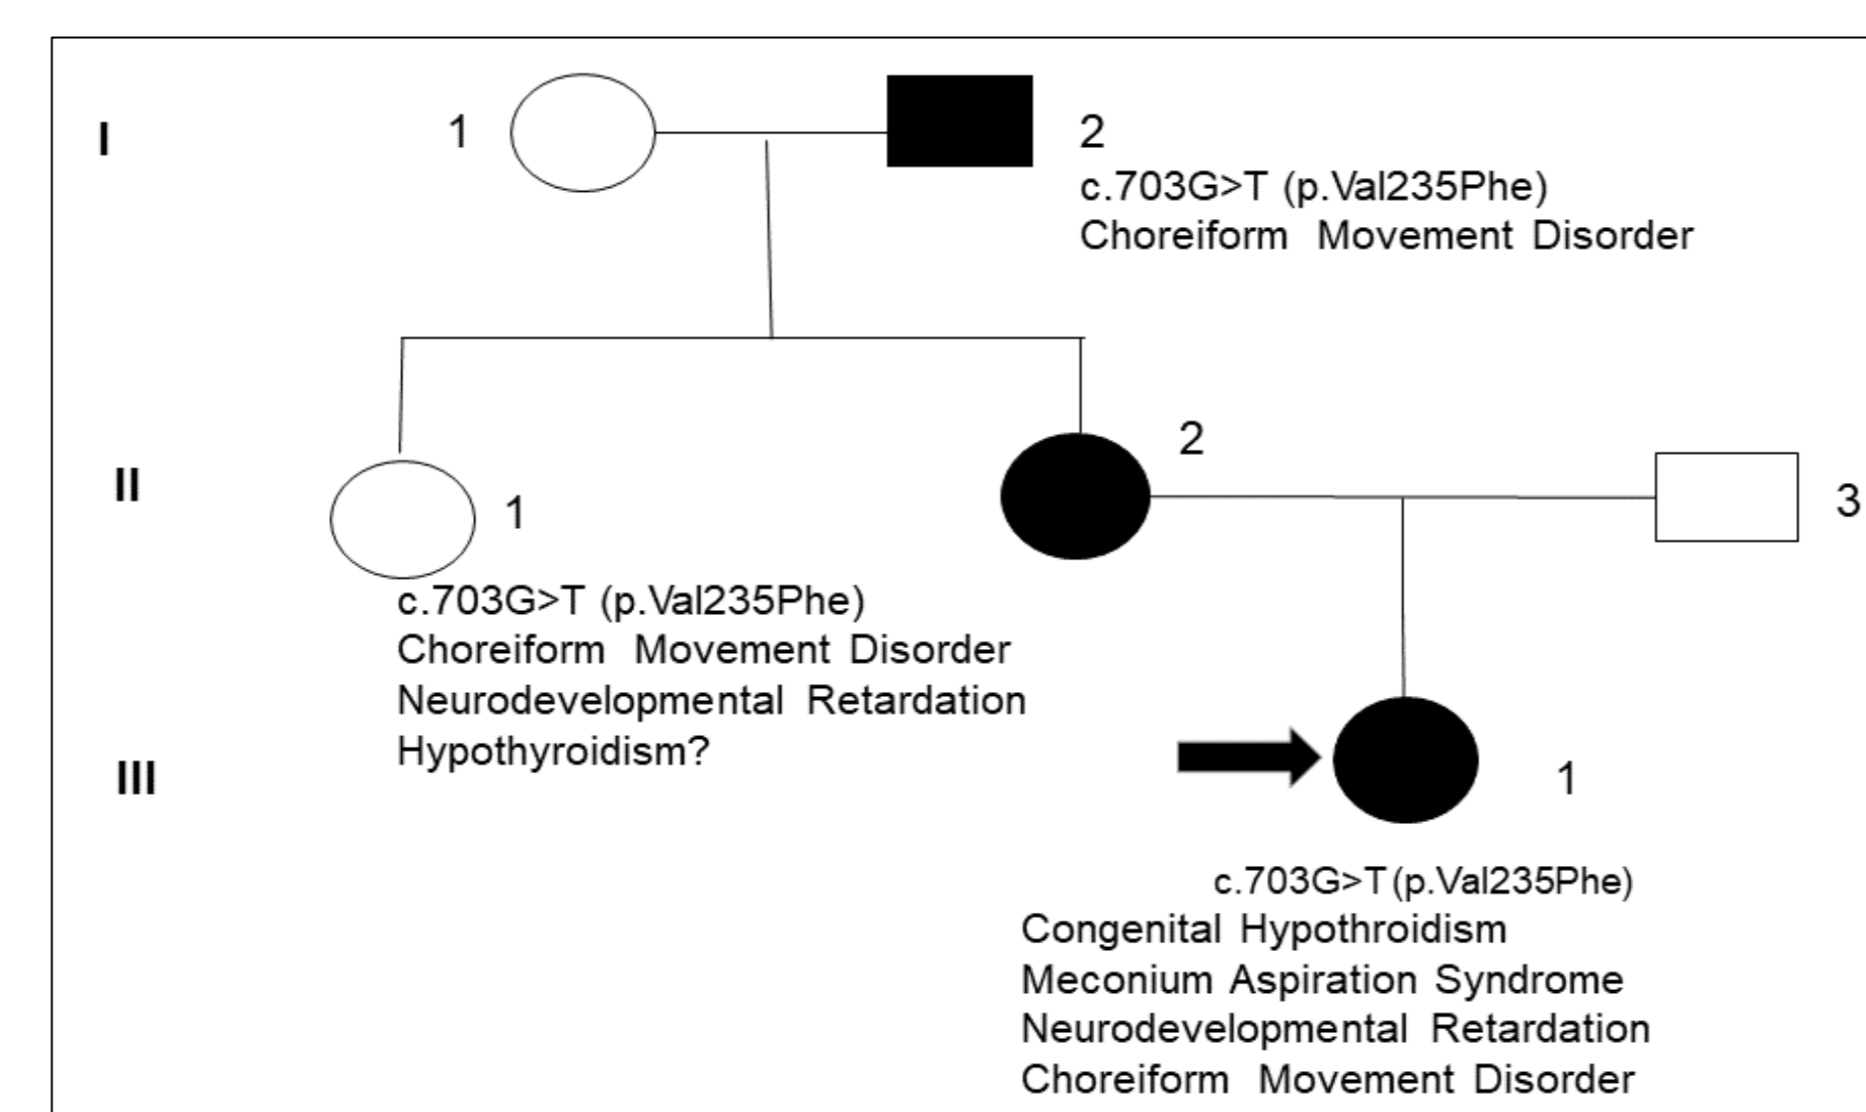 I
1
2
c.703G>T (p.Val235Phe)
Choreiform Movement Disorder
II
1
2
3
c.703G>T (p.Val235Phe)
Choreiform Movement Disorder
Neurodevelopmental Retardation
Hypothyroidism?
III
1
c.703G>T (p.Val235Phe)
Congenital Hypothroidism
Meconium Aspiration Syndrome
Neurodevelopmental Retardation
Choreiform Movement Disorder